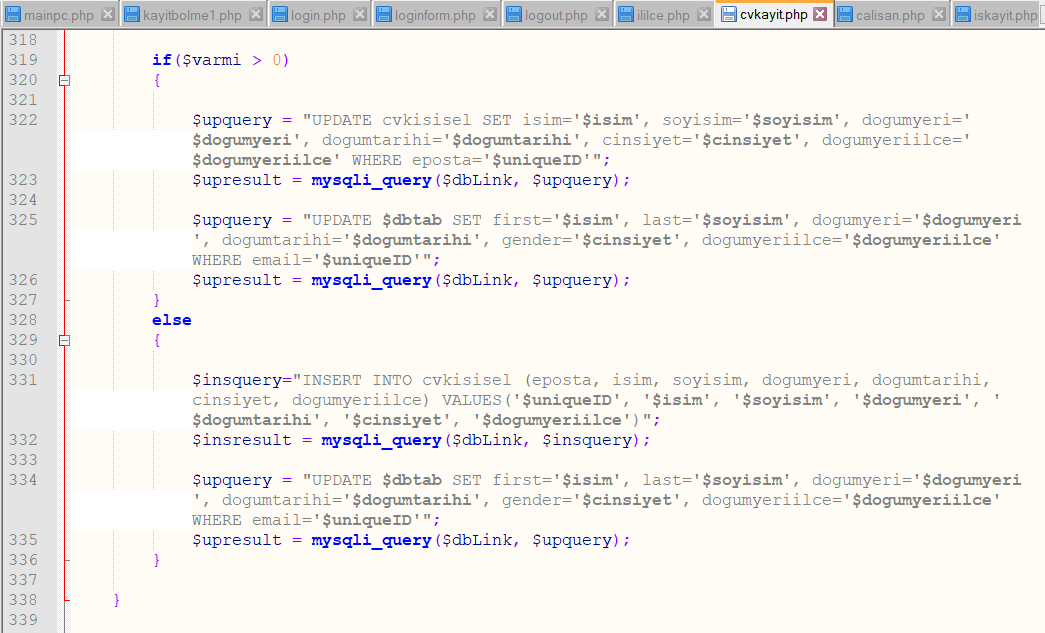 mainpc.php kayitbolme1.php login.php loginform.php logout.php ililce.php cvkayit.php calisan.php iskayit.php
318
319 if($varmi > 0)
320 {
321
322 $upquery = "UPDATE cvkisisel SET isim='$isim', soyisim='$soyisim', dogumyeri='
$dogumyeri', dogumtarihi='$dogumtarihi', cinsiyet='$cinsiyet', dogumyeriilce='
$dogumyeriilce' WHERE eposta='$uniqueID'";
323 $upresult = mysqli_query($dbLink, $upquery);
324
325 $upquery = "UPDATE $dbtab SET first='$isim', last='$soyisim', dogumyeri='$dogumyeri
', dogumtarihi='$dogumtarihi', gender='$cinsiyet', dogumyeriilce='$dogumyeriilce'
WHERE email='$uniqueID'";
326 $upresult = mysqli_query($dbLink, $upquery);
327 }
328 else
329 {
330
331 $insquery="INSERT INTO cvkisisel (eposta, isim, soyisim, dogumyeri, dogumtarihi,
cinsiyet, dogumyeriilce) VALUES('$uniqueID', '$isim', '$soyisim', '$dogumyeri', '
$dogumtarihi', '$cinsiyet', '$dogumyeriilce')";
332 $insresult = mysqli_query($dbLink, $insquery);
333
334 $upquery = "UPDATE $dbtab SET first='$isim', last='$soyisim', dogumyeri='$dogumyeri
', dogumtarihi='$dogumtarihi', gender='$cinsiyet', dogumyeriilce='$dogumyeriilce'
WHERE email='$uniqueID'";
335 $upresult = mysqli_query($dbLink, $upquery);
336 }
337
338 }
339